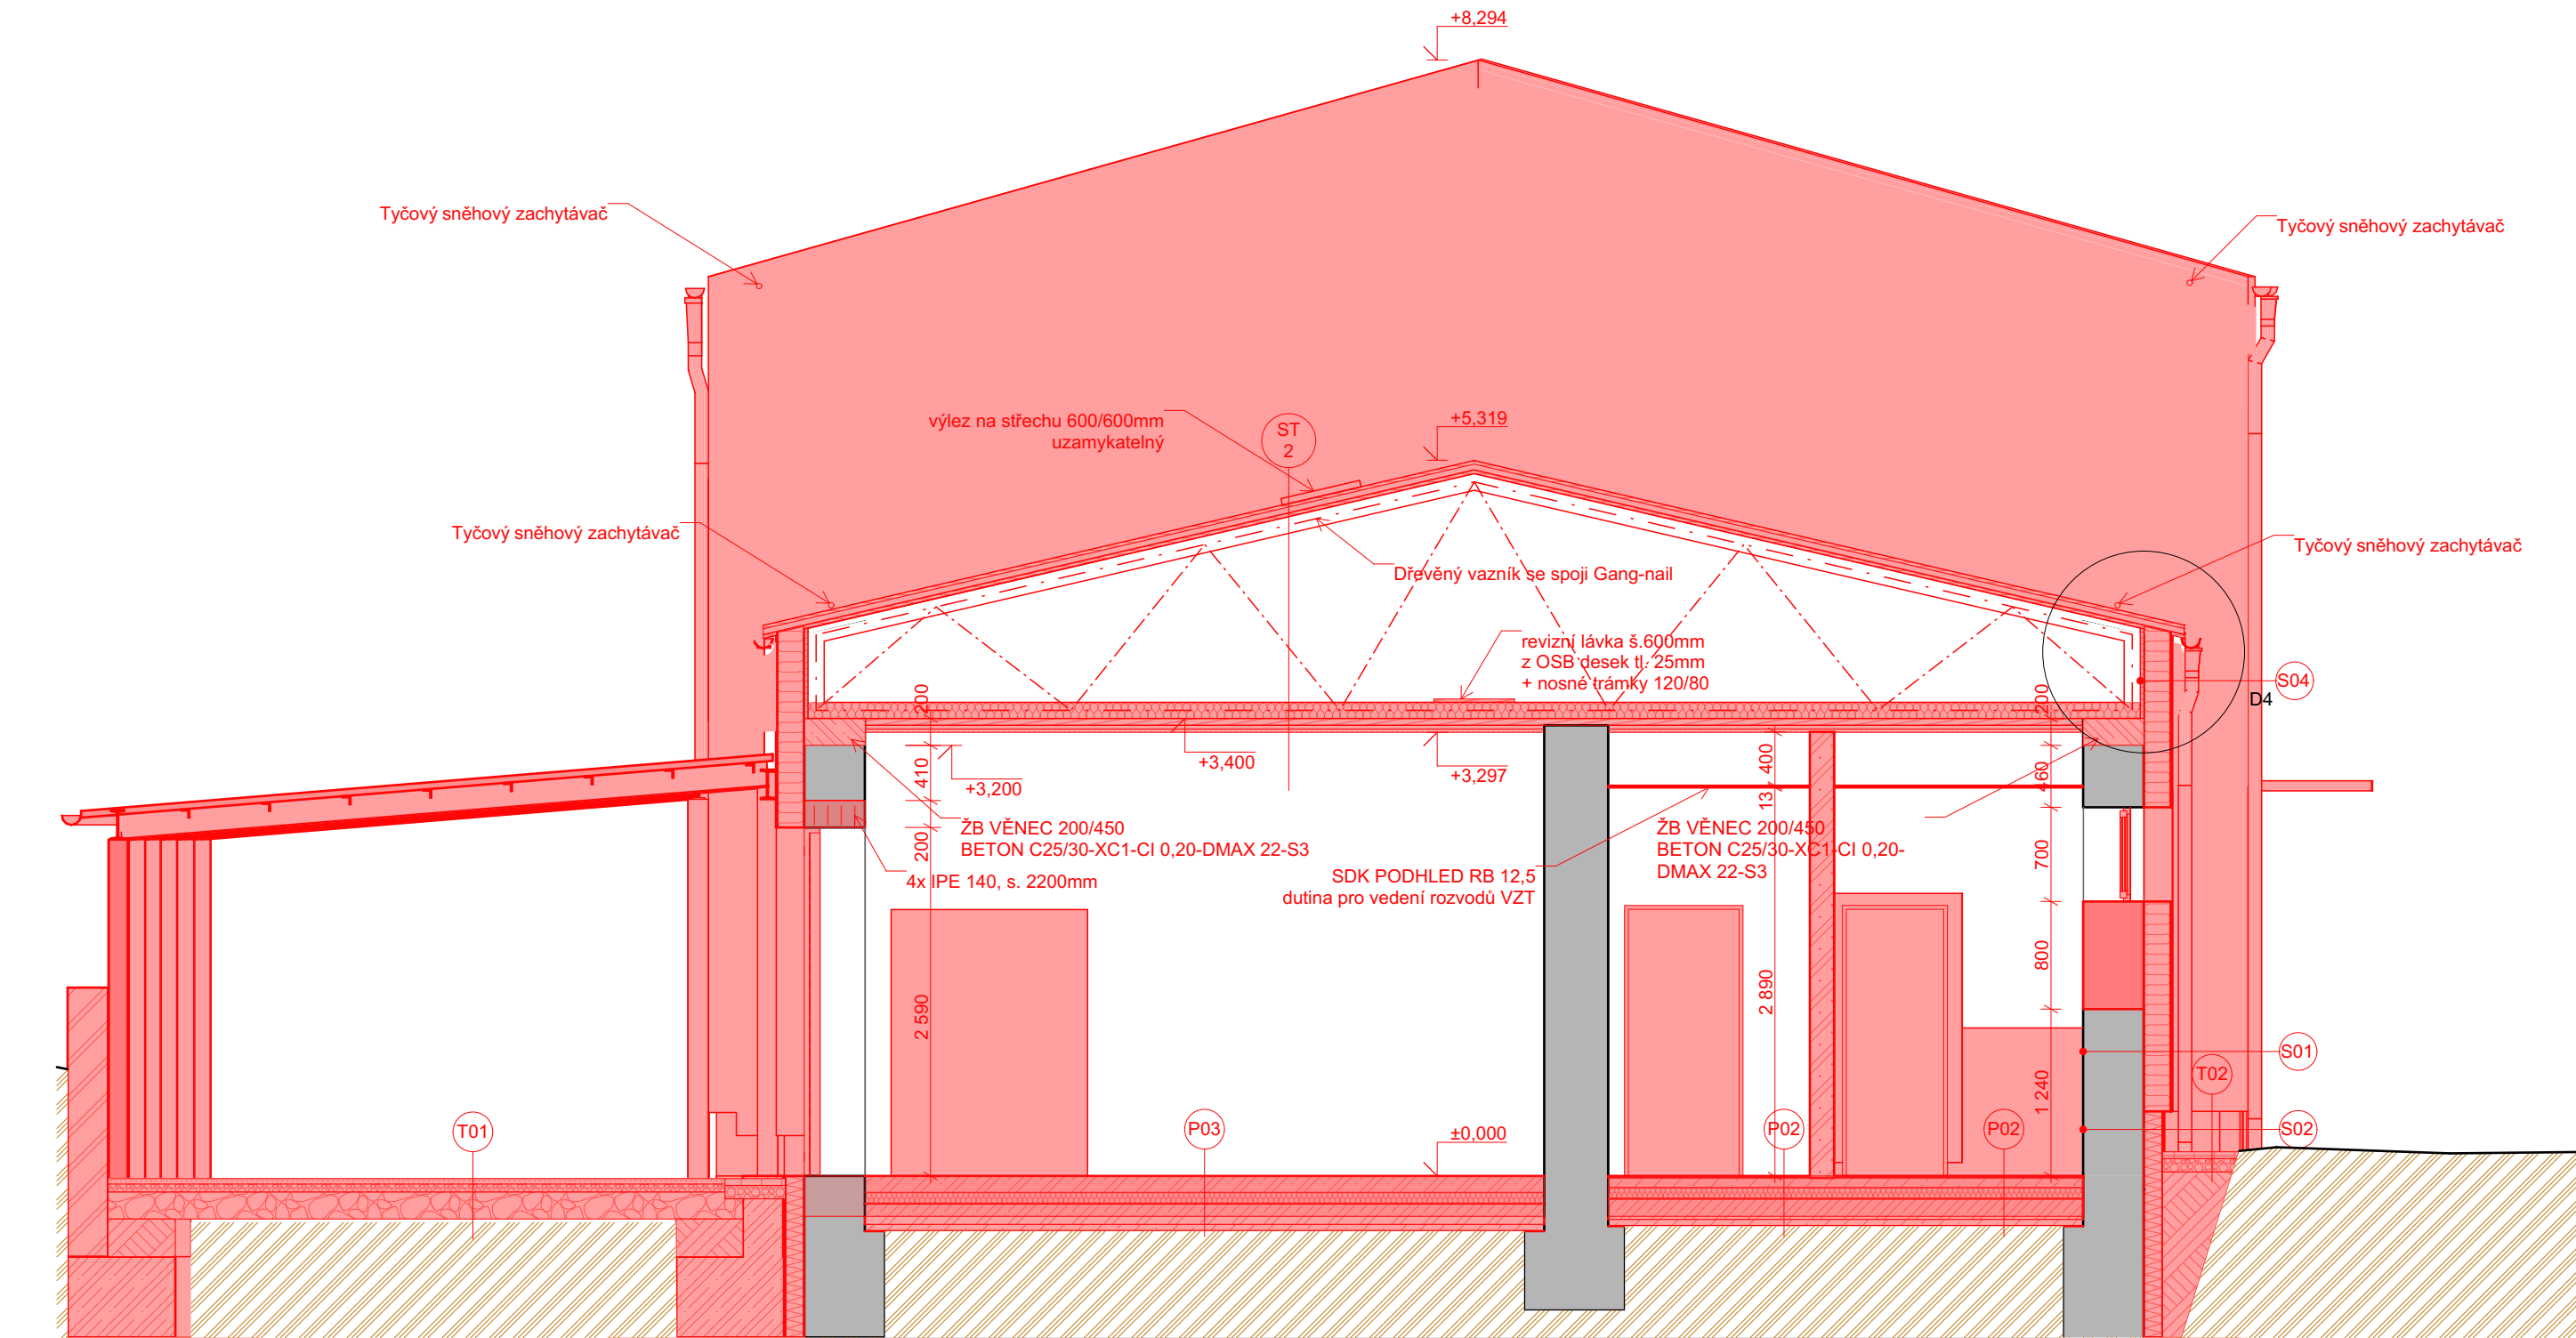 +8,294
Tyčový sněhový zachytávač
Tyčový sněhový zachytávač
výlez na střechu 600/600mm
uzamykatelný
ST
2
+5,319
Tyčový sněhový zachytávač
Tyčový sněhový zachytávač
Dřevěný vazník se spoji Gang-nail
revizní lávka š.600mm
z OSB desek tl. 25mm
+ nosné trámky 120/80
S04
D4
200
200
+3,400
+3,297
+3,200
410
400
460
13
ŽB VĚNEC 200/450
BETON C25/30-XC1-CI 0,20-DMAX 22-S3
ŽB VĚNEC 200/450
BETON C25/30-XC1-CI 0,20-
DMAX 22-S3
200
700
4x IPE 140, s. 2200mm
SDK PODHLED RB 12,5
dutina pro vedení rozvodů VZT
800
2 590
2 890
S01
T02
1 240
T01
P03
±0,000
P02
P02
S02